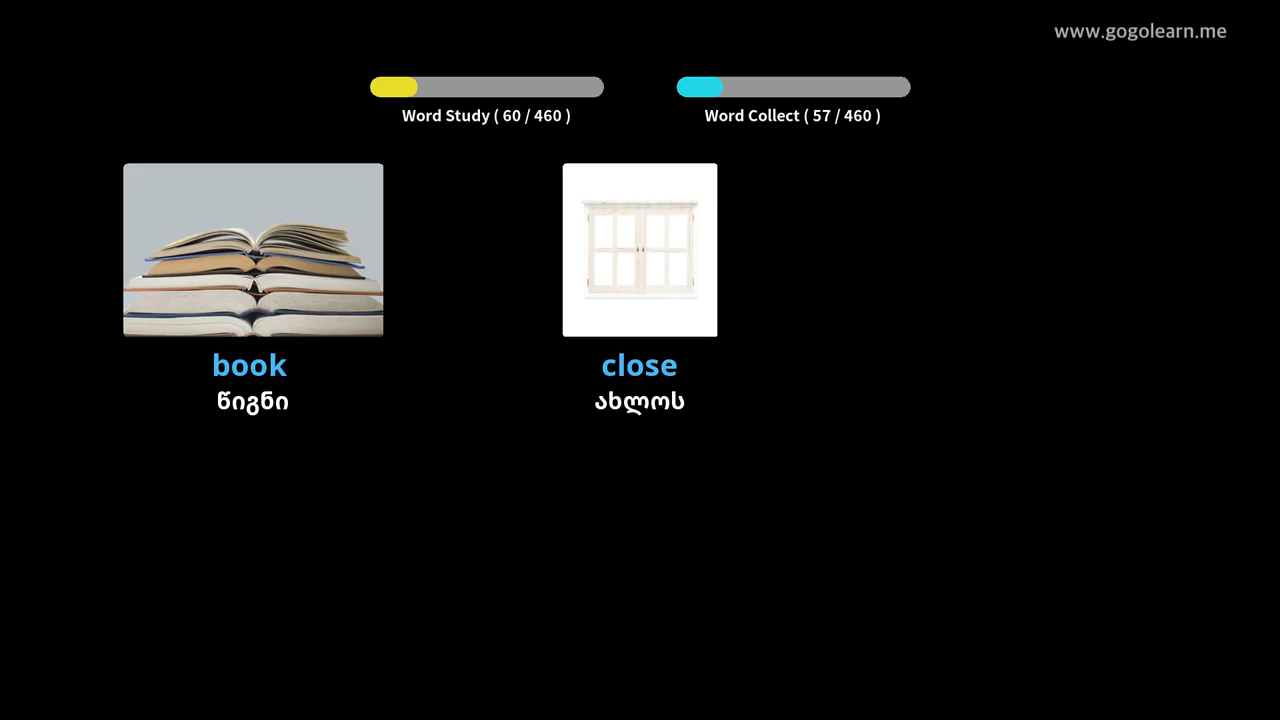 www.gogolearn.me
Word Study ( 60 / 460 )
Word Collect ( 57 / 460 )
book
წიგნი
close
ახლოს